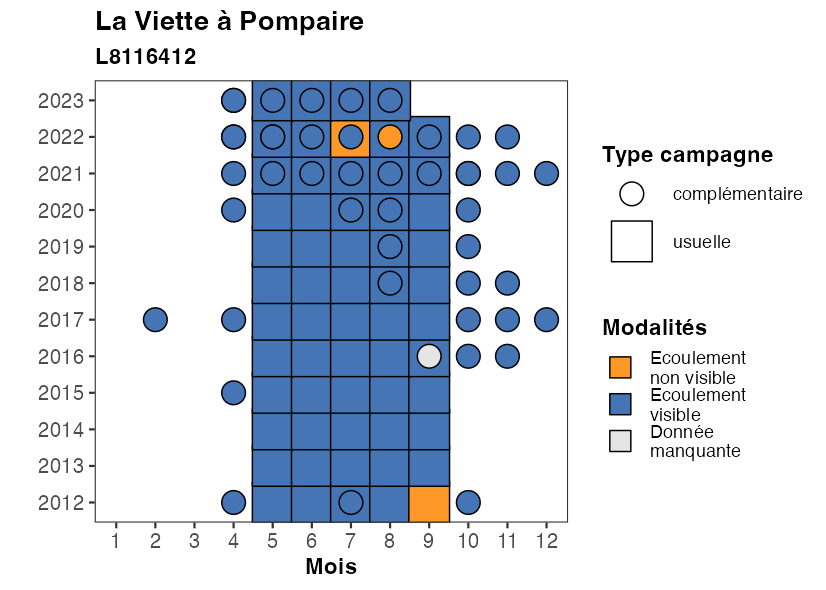 La Viette à Pompaire
L8116412
2023
2022
2021
2020
2019
2018
2017
2016
2015
2014
2013
2012
1 2 3 4 5 6 7 8 9 10 11 12
Mois
Type campagne
complémentaire
usuelle
Modalités
Ecoulement
non visible
Ecoulement
visible
Donnée
manquante